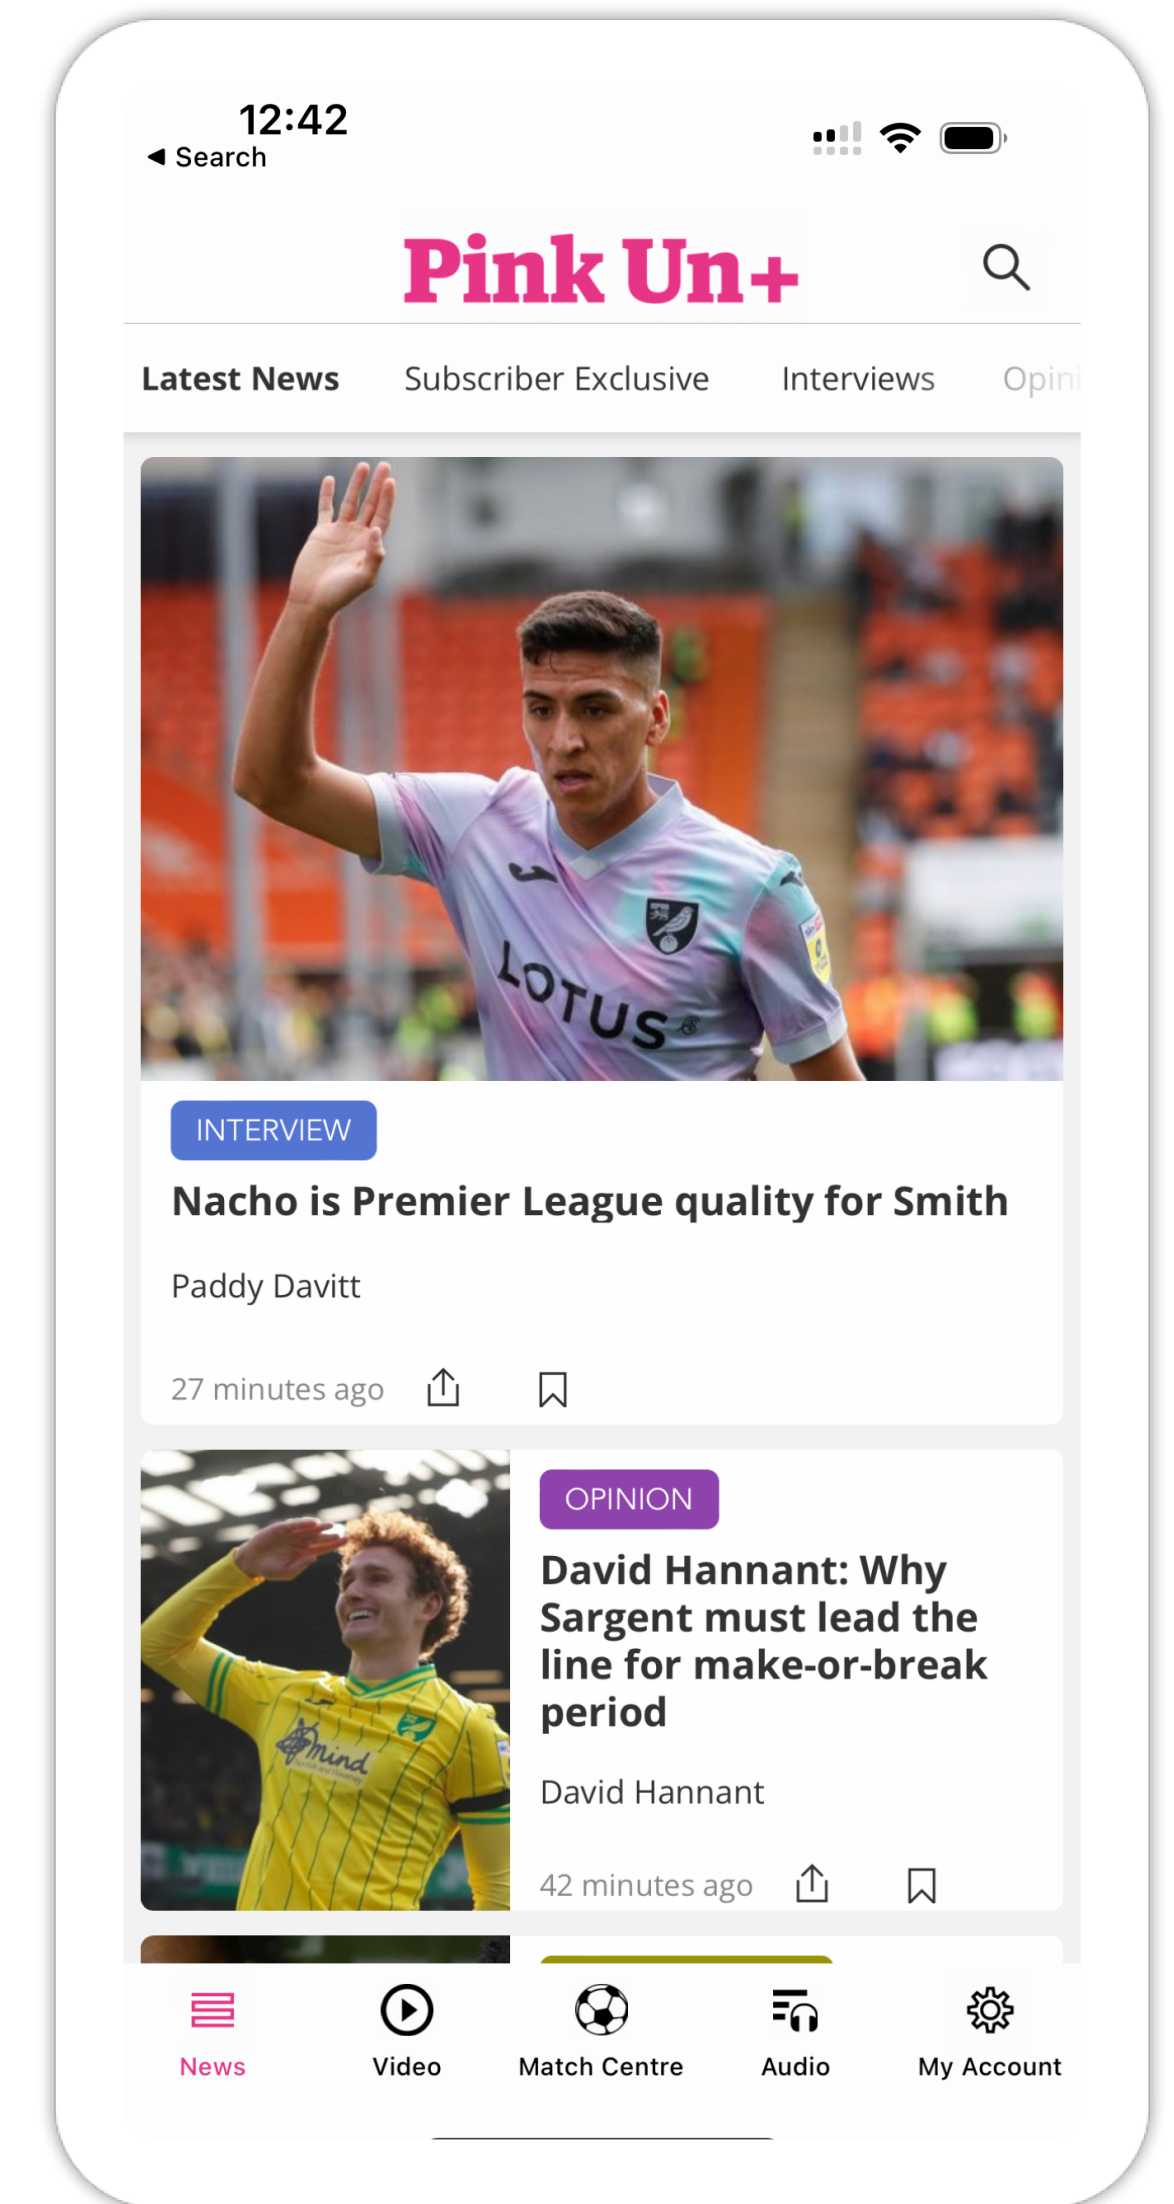 12:42
Search
Pink Un+
Latest News Subscriber Exclusive Interviews Opini
LOTUS
INTERVIEW
Nacho is Premier League quality for Smith
Paddy Davitt
27 minutes ago
OPINION
David Hannant: Why
Sargent must lead the
line for make-or-break
period
mind
David Hannant
42 minutes ago
News Video Match Centre Audio My Account